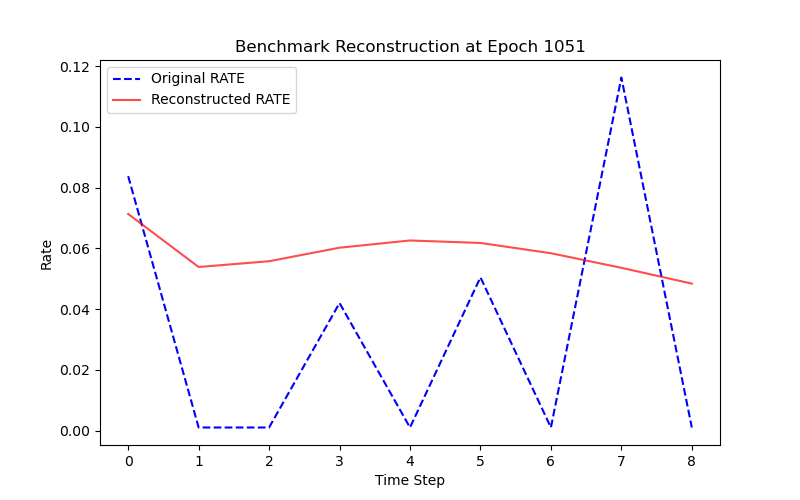 Benchmark Reconstruction at Epoch 1051
Original RATE
Reconstructed RATE
0.12
0.10
0.08
0.06
0.04
0.02
0.00
Rate
0 1 2 3 4 5 6 7 8
Time Step